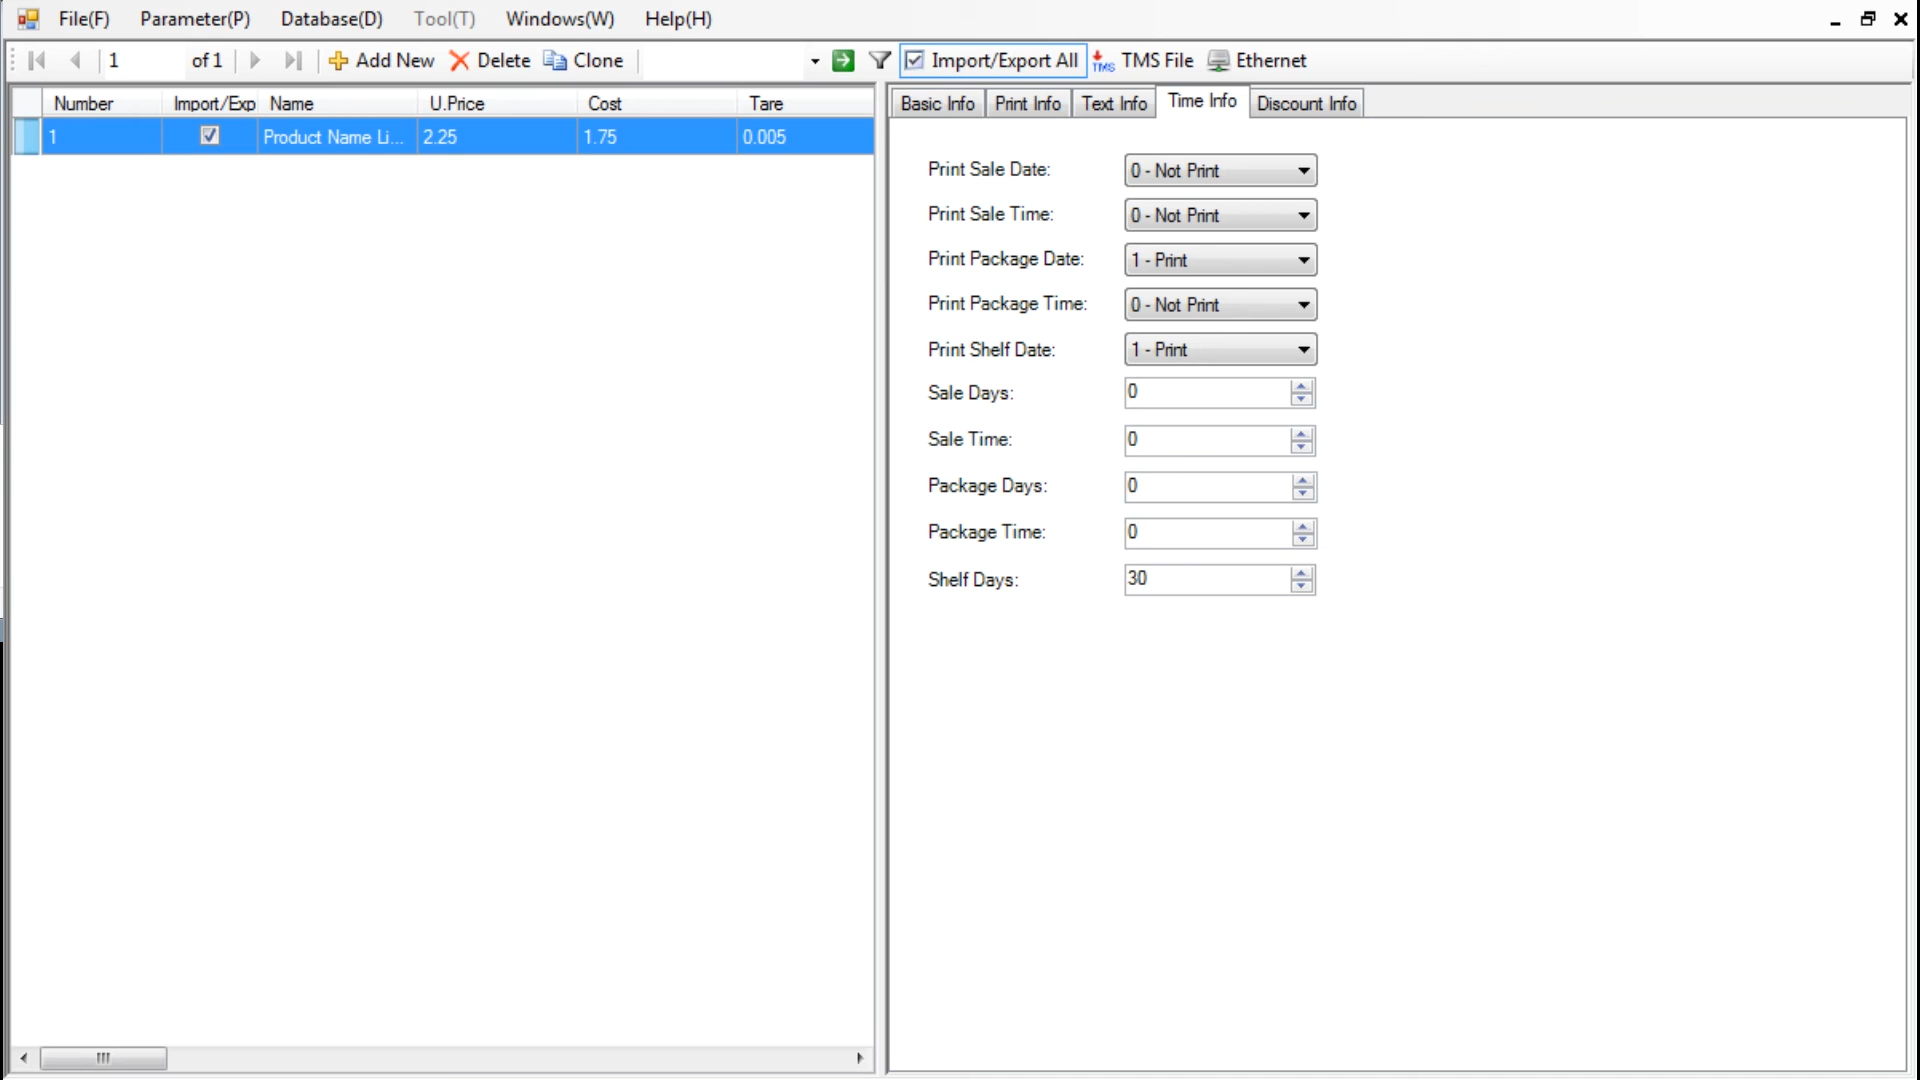 File(F) Parameter(P) Database(D) Tool(T) Windows(W) Help(H)
1 of 1 Add New Delete Clone Import/Export All TMS TMS File Ethernet
Number Import/Exp Name U.Price Cost Tare
1 Product Name Li... 2.25 1.75 0.005
Basic Info Print Info Text Info Time Info Discount Info
Print Sale Date: 0 - Not Print
Print Sale Time: 0 - Not Print
Print Package Date: 1 - Print
Print Package Time: 0 - Not Print
Print Shelf Date: 1 - Print
Sale Days: 0
Sale Time: 0
Package Days: 0
Package Time: 0
Shelf Days: 30